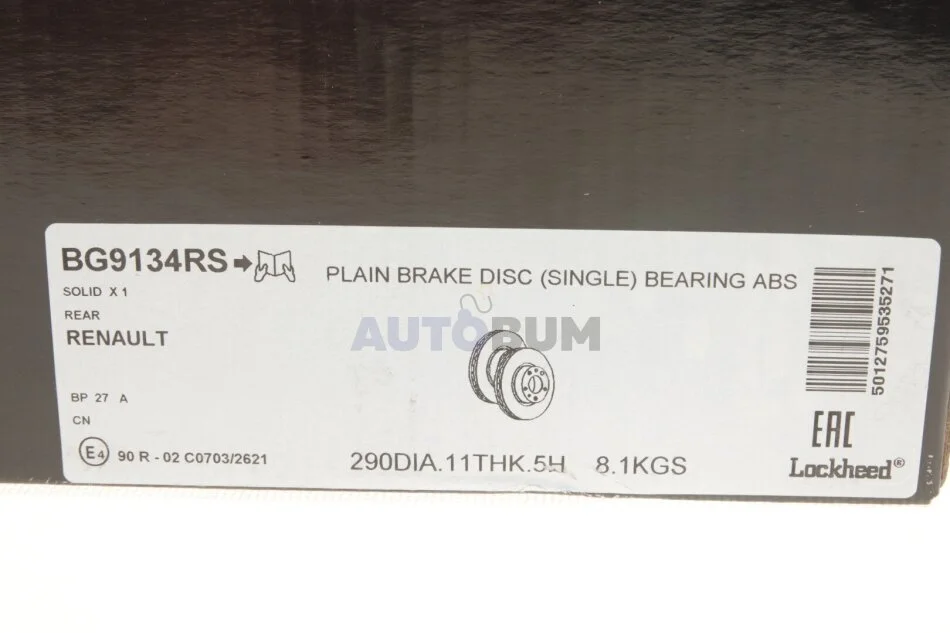 BG9134RS
PLAIN BRAKE DISC (SINGLE) BEARING ABS
SOLID X 1
REAR
RENAULT
AUTOBUM
5012759535271
BP 27 A
CN
E4 90 R - 02 C0703/2621
290DIA.11THK.5H 8.1KGS
EAC
Lockheed®